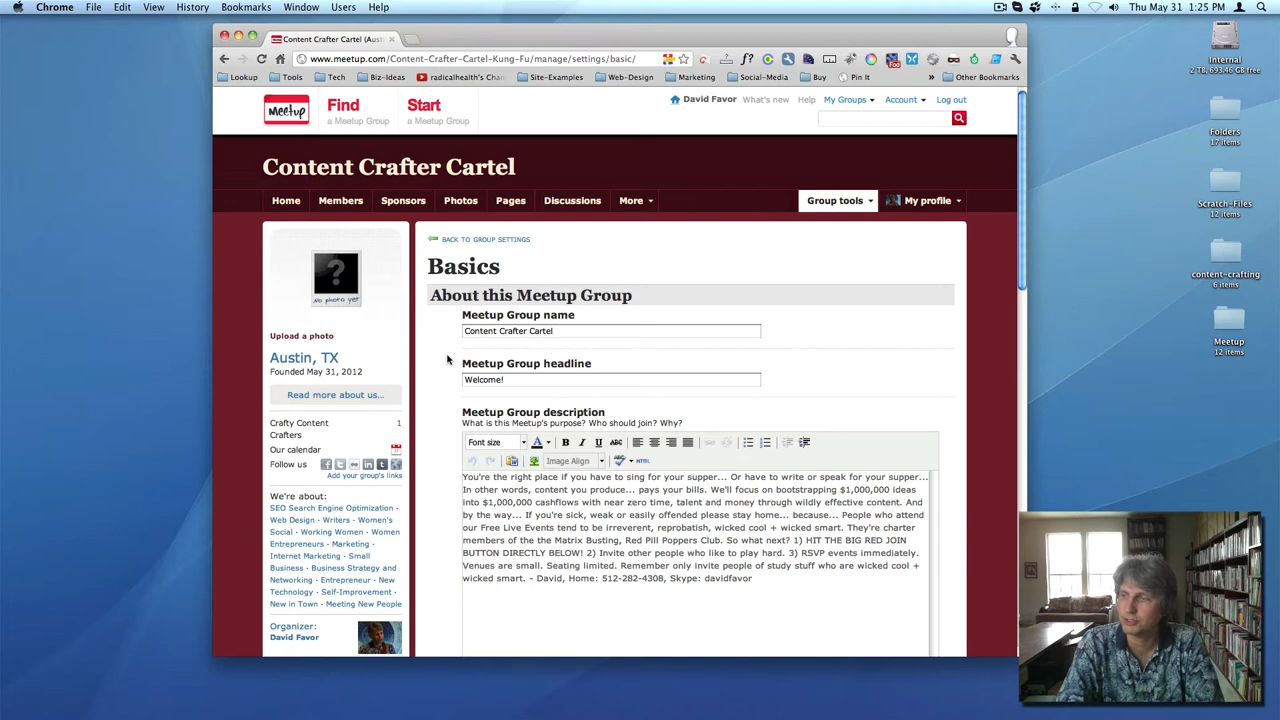 Chrome File Edit View History Bookmarks Window Users Help Thu May 31 1:25 PM
Content Crafter Cartel (Aust
www.meetup.com/Content-Crafter-Cartel-Kung-Fu/manage/settings/basic/
Lookup Tools Tech Biz-Ideas radicalhealth's Chan Site-Examples Web-Design Marketing Social-Media Buy Pin It » Other Bookmarks
Meetup
Find
a Meetup Group
Start
a Meetup Group
David Favor What's new Help My Groups Account Log out
Content Crafter Cartel
Home Members Sponsors Photos Pages Discussions More Group tools My profile
No photo yet
Upload a photo
Austin, TX
Founded May 31, 2012
Read more about us...
Crafty Content Crafters 1
Our calendar
Follow us
Add your group's links
We're about:
SEO Search Engine Optimization ·
Web Design · Writers · Women's
Social · Working Women · Women
Entrepreneurs · Marketing ·
Internet Marketing · Small
Business · Business Strategy and
Networking · Entrepreneur · New
Technology · Self-Improvement ·
New in Town · Meeting New People
Organizer:
David Favor
BACK TO GROUP SETTINGS
Basics
About this Meetup Group
Meetup Group name
Content Crafter Cartel
Meetup Group headline
Welcome!
Meetup Group description
What is this Meetup's purpose? Who should join? Why?
Font size A B I U ABC
Image Align HTML
You're the right place if you have to sing for your supper... Or have to write or speak for your supper...
In other words, content you produce... pays your bills. We'll focus on bootstrapping $1,000,000 ideas
into $1,000,000 cashflows with near zero time, talent and money through wildly effective content. And
by the way... If you're sick, weak or easily offended please stay home... because... People who attend
our Free Live Events tend to be irreverent, reprobatish, wicked cool + wicked smart. They're charter
members of the the Matrix Busting, Red Pill Poppers Club. So what next? 1) HIT THE BIG RED JOIN
BUTTON DIRECTLY BELOW! 2) Invite other people who like to play hard. 3) RSVP events immediately.
Venues are small. Seating limited. Remember only invite people of study stuff who are wicked cool +
wicked smart. - David, Home: 512-282-4308, Skype: davidfavor
Internal
2 TB, 693.46 GB free
Folders
17 items
Scratch-Files
12 items
content-crafting
6 items
Meetup
12 items